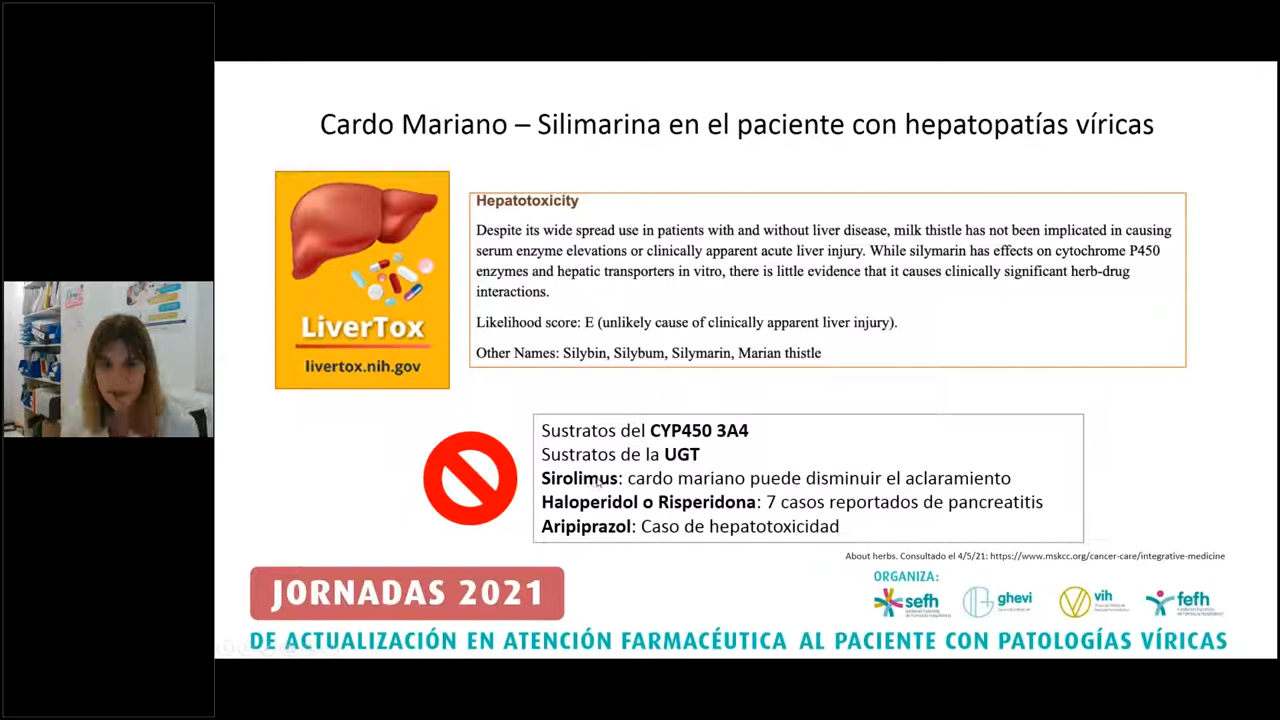 Cardo Mariano – Silimarina en el paciente con hepatopatías víricas
LiverTox
livertox.nih.gov
Hepatotoxicity
Despite its wide spread use in patients with and without liver disease, milk thistle has not been implicated in causing
serum enzyme elevations or clinically apparent acute liver injury. While silymarin has effects on cytochrome P450
enzymes and hepatic transporters in vitro, there is little evidence that it causes clinically significant herb-drug
interactions.
Likelihood score: E (unlikely cause of clinically apparent liver injury).
Other Names: Silybin, Silybum, Silymarin, Marian thistle
Sustratos del CYP450 3A4
Sustratos de la UGT
Sirolimus: cardo mariano puede disminuir el aclaramiento
Haloperidol o Risperidona: 7 casos reportados de pancreatitis
Aripiprazol: Caso de hepatotoxicidad
About herbs. Consultado el 4/5/21: https://www.mskcc.org/cancer-care/integrative-medicine
JORNADAS 2021
ORGANIZA:
sefh
ghevi
vih
fefh
DE ACTUALIZACIÓN EN ATENCIÓN FARMACÉUTICA AL PACIENTE CON PATOLOGÍAS VÍRICAS